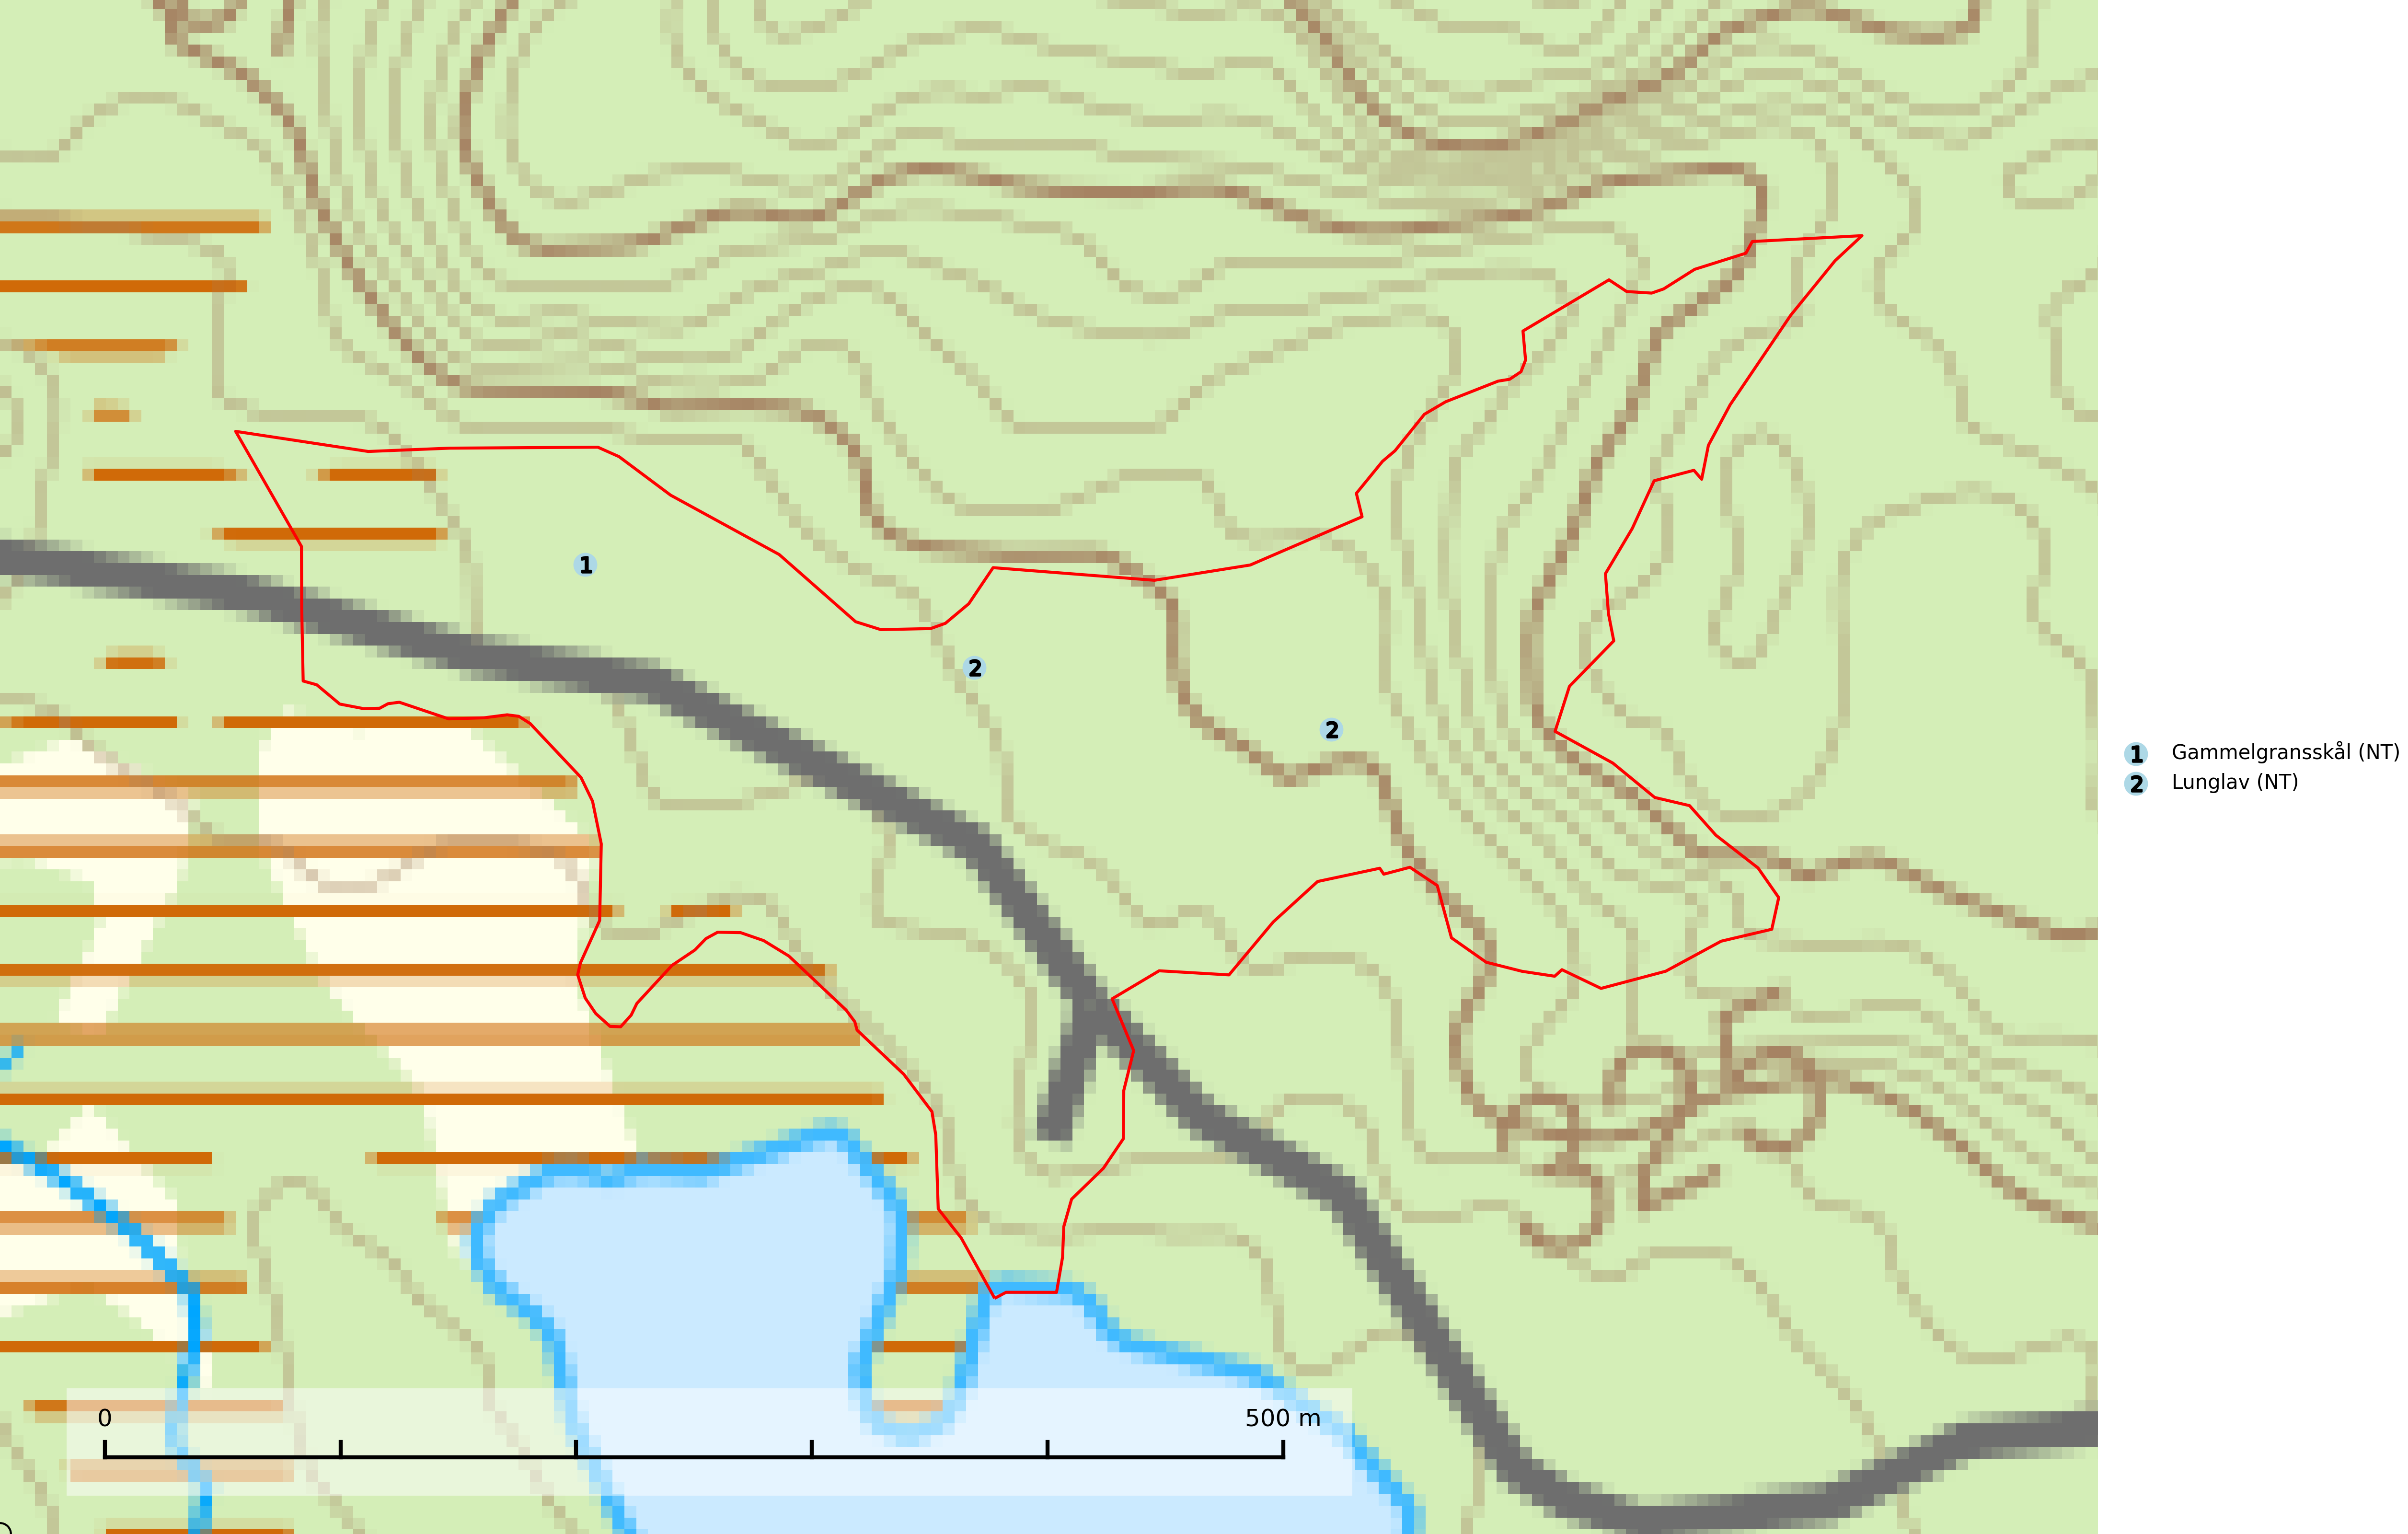 1
2
2
1 Gammelgransskål (NT)
2 Lunglav (NT)
0 500 m